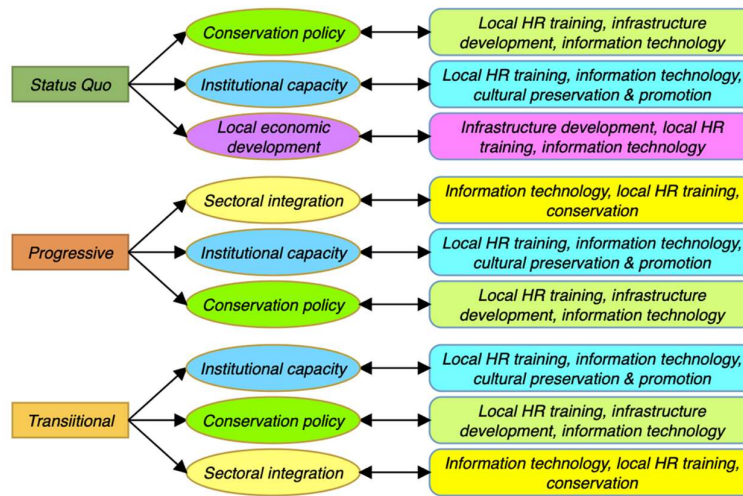 Status Quo
Conservation policy
Local HR training, infrastructure
development, information technology
Institutional capacity
Local HR training, information technology,
cultural preservation & promotion
Local economic
development
Infrastructure development, local HR
training, information technology
Progressive
Sectoral integration
Information technology, local HR training,
conservation
Institutional capacity
Local HR training, information technology,
cultural preservation & promotion
Conservation policy
Local HR training, infrastructure
development, information technology
Transiitional
Institutional capacity
Local HR training, information technology,
cultural preservation & promotion
Conservation policy
Local HR training, infrastructure
development, information technology
Sectoral integration
Information technology, local HR training,
conservation